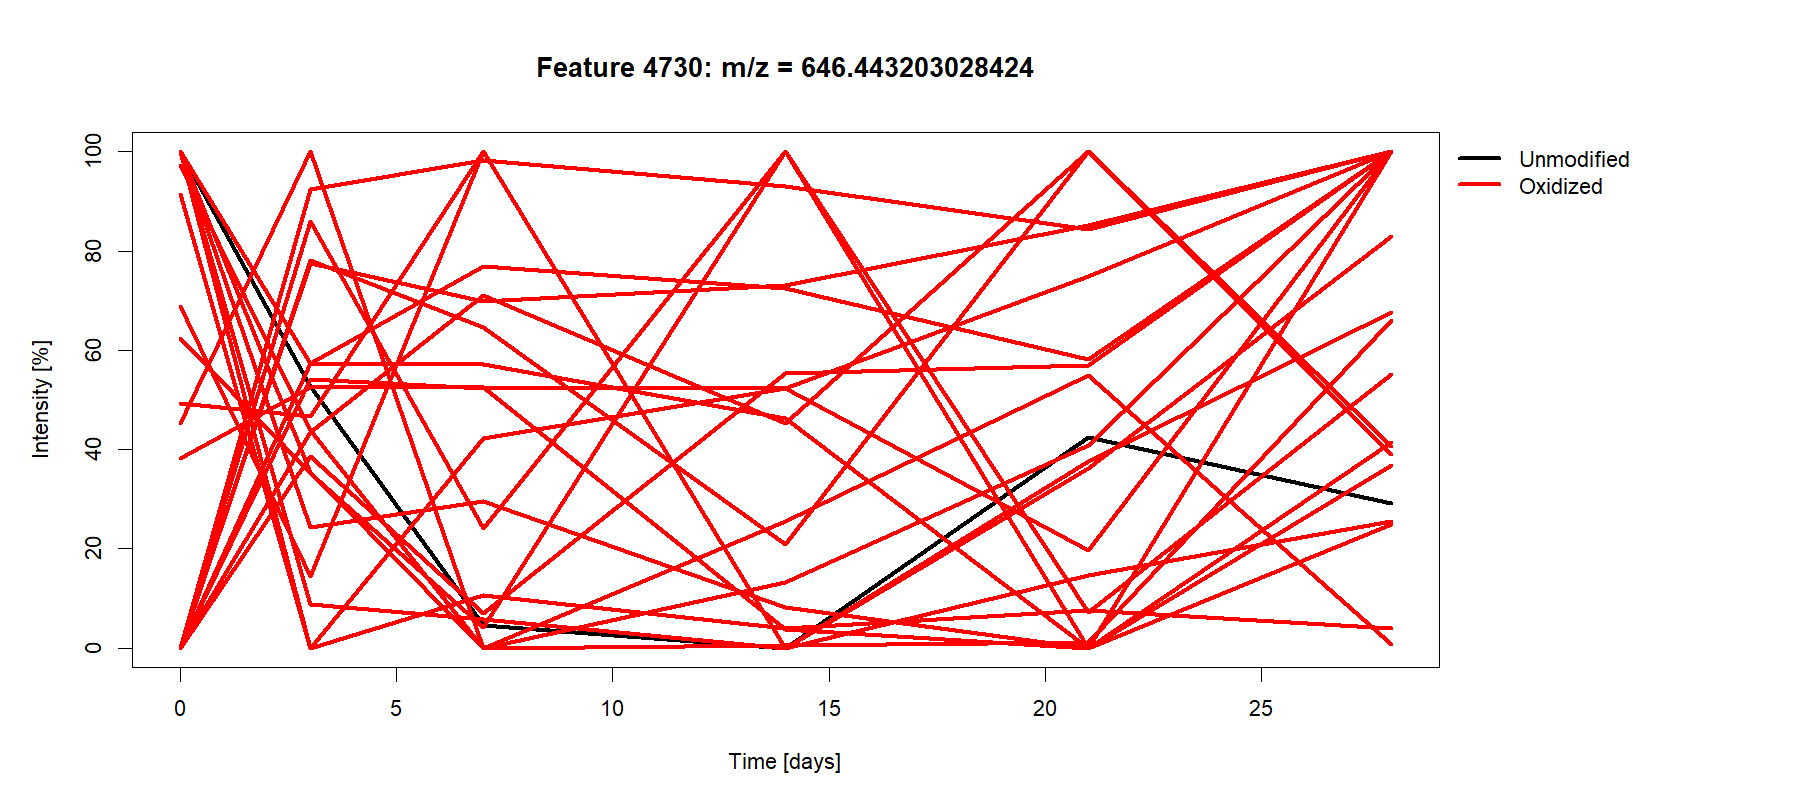 Feature 4730: m/z = 646.443203028424
Unmodified
Oxidized
Intensity [%]
100
80
60
40
20
0
0 5 10 15 20 25
Time [days]